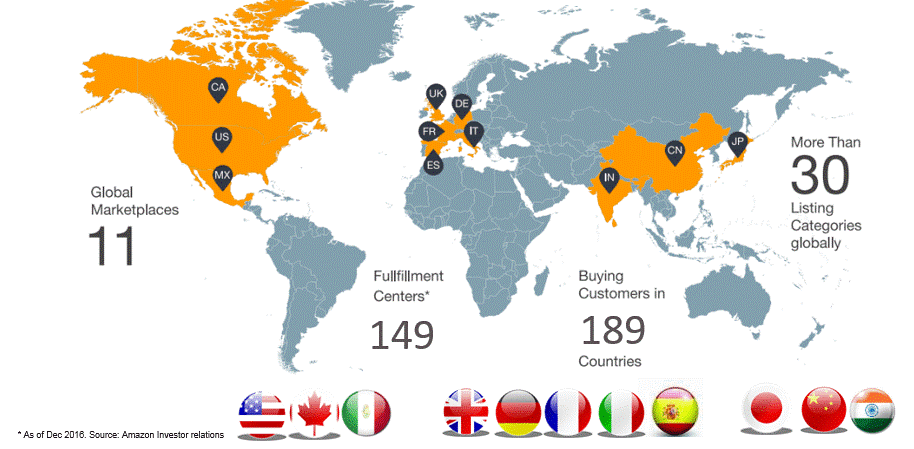 CA
US
MX
UK
DE
FR
IT
ES
CN
JP
IN
Global
Marketplaces
11
More Than
30
Listing
Categories
globally
Fullfillment
Centers*
149
Buying
Customers in
189
Countries
* As of Dec 2016. Source: Amazon Investor relations